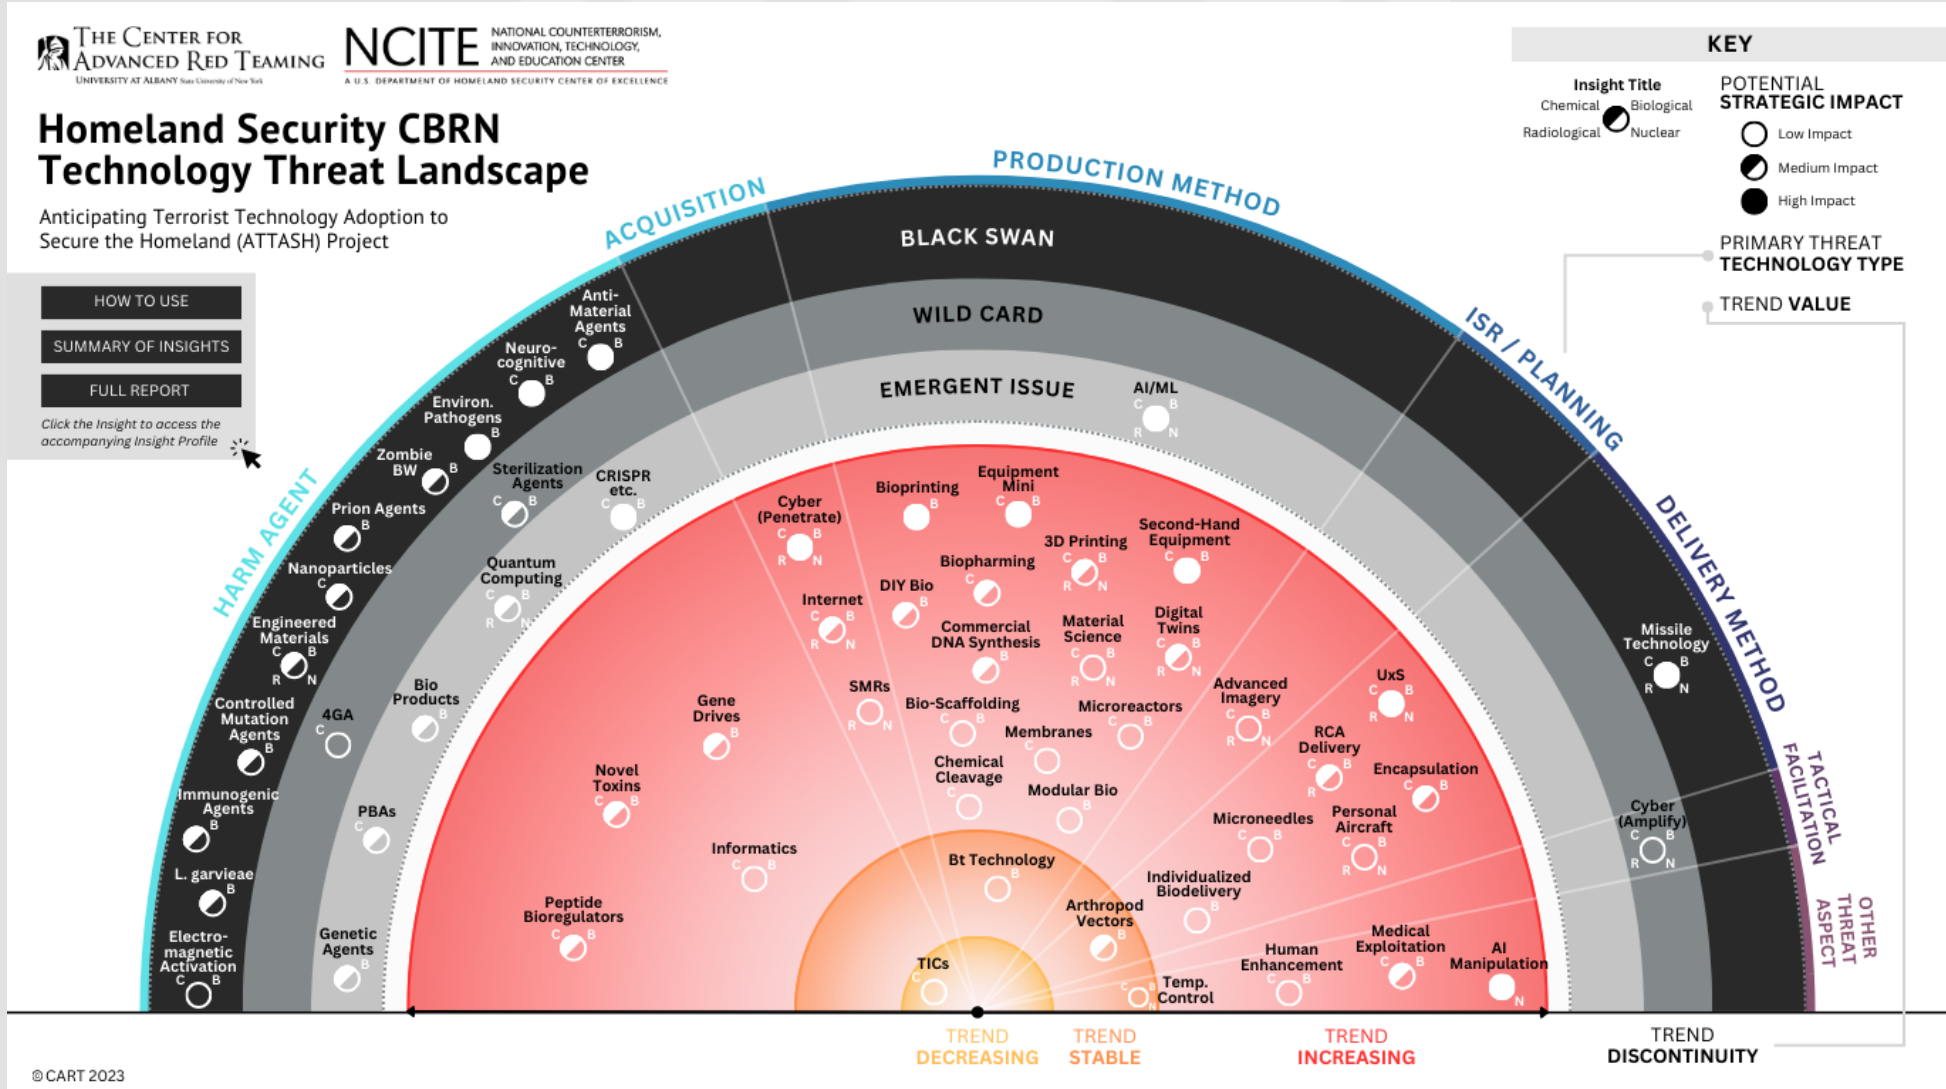 THE CENTER FOR
ADVANCED RED TEAMING
UNIVERSITY AT ALBANY State University of New York
NCITE
NATIONAL COUNTERTERRORISM,
INNOVATION, TECHNOLOGY,
AND EDUCATION CENTER
A U.S. DEPARTMENT OF HOMELAND SECURITY CENTER OF EXCELLENCE
Homeland Security CBRN
Technology Threat Landscape
Anticipating Terrorist Technology Adoption to
Secure the Homeland (ATTASH) Project
HOW TO USE
SUMMARY OF INSIGHTS
FULL REPORT
Click the Insight to access the
accompanying Insight Profile
KEY
Insight Title
Chemical Biological
Radiological Nuclear
POTENTIAL
STRATEGIC IMPACT
Low Impact
Medium Impact
High Impact
PRIMARY THREAT
TECHNOLOGY TYPE
TREND VALUE
HARM AGENT
ACQUISITION
PRODUCTION METHOD
ISR / PLANNING
DELIVERY METHOD
TACTICAL
FACILITATION
OTHER
THREAT
ASPECT
BLACK SWAN
WILD CARD
EMERGENT ISSUE
Anti-
Material
Agents
C B
Neuro-
cognitive
C B
Environ.
Pathogens
B
Zombie
BW
B
Prion Agents
B
Nanoparticles
C
Engineered
Materials
C B
R N
Controlled
Mutation
Agents
B
Immunogenic
Agents
B
L. garvieae
B
Electro-
magnetic
Activation
C B
Sterilization
Agents
C B
4GA
C
CRISPR
etc.
C B
Quantum
Computing
C B
R N
Bio
Products
B
PBAs
C
Genetic
Agents
B
AI/ML
C B
R N
Cyber
(Penetrate)
C B
R N
Internet
C B
R N
SMRs
R N
Gene
Drives
B
Novel
Toxins
C B
Informatics
C B
Peptide
Bioregulators
C B
Bioprinting
B
Equipment
Mini
C B
Biopharming
C
DIY Bio
B
3D Printing
C B
R N
Second-Hand
Equipment
C B
Commercial
DNA Synthesis
B
Material
Science
C B
R N
Digital
Twins
C B
R N
Bio-Scaffolding
C B
Membranes
C
Microreactors
C B
Chemical
Cleavage
C
Modular Bio
B
Advanced
Imagery
C B
R N
UxS
C B
R N
RCA
Delivery
C B
R
Encapsulation
C B
Microneedles
C B
Personal
Aircraft
C B
R N
Individualized
Biodelivery
C B
Bt Technology
B
Arthropod
Vectors
B
TICs
C
Temp.
Control
C B
N
Human
Enhancement
C B
Medical
Exploitation
C B
AI
Manipulation
N
Missile
Technology
C B
R N
Cyber
(Amplify)
C B
R N
TREND
DECREASING
TREND
STABLE
TREND
INCREASING
TREND
DISCONTINUITY
© CART 2023